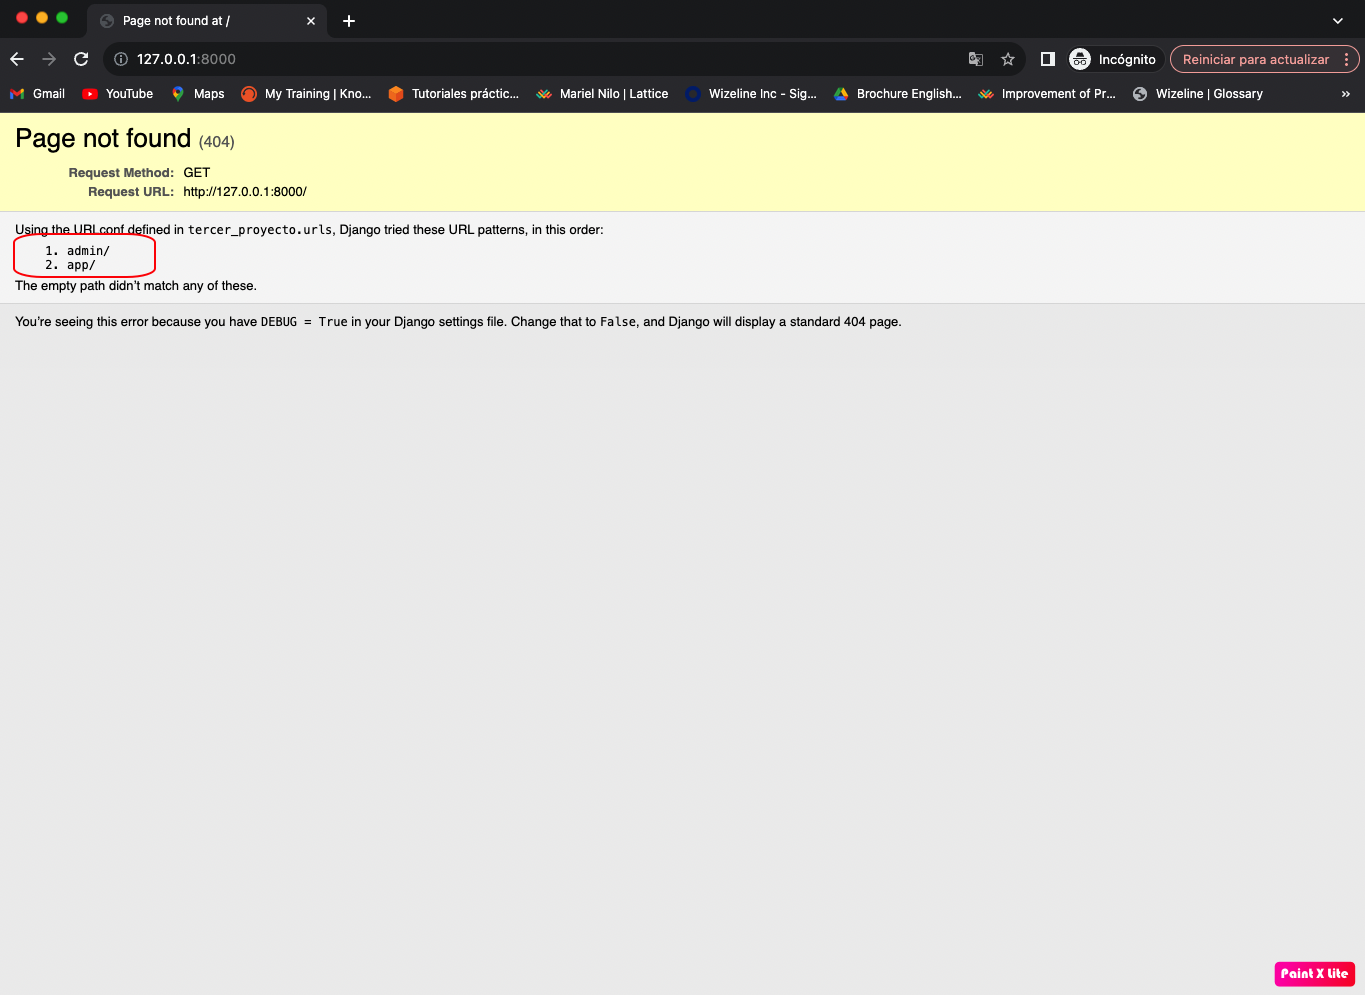 Page not found at /
127.0.0.1:8000
Incógnito
Reiniciar para actualizar
Gmail
YouTube
Maps
My Training | Kno...
Tutoriales práctic...
Mariel Nilo | Lattice
Wizeline Inc - Sig...
Brochure English...
Improvement of Pr...
Wizeline | Glossary
»
Page not found (404)
Request Method: GET
Request URL: http://127.0.0.1:8000/
Using the URLconf defined in tercer_proyecto.urls, Django tried these URL patterns, in this order:
1. admin/
2. app/
The empty path didn’t match any of these.
You’re seeing this error because you have DEBUG = True in your Django settings file. Change that to False, and Django will display a standard 404 page.
Paint X Lite